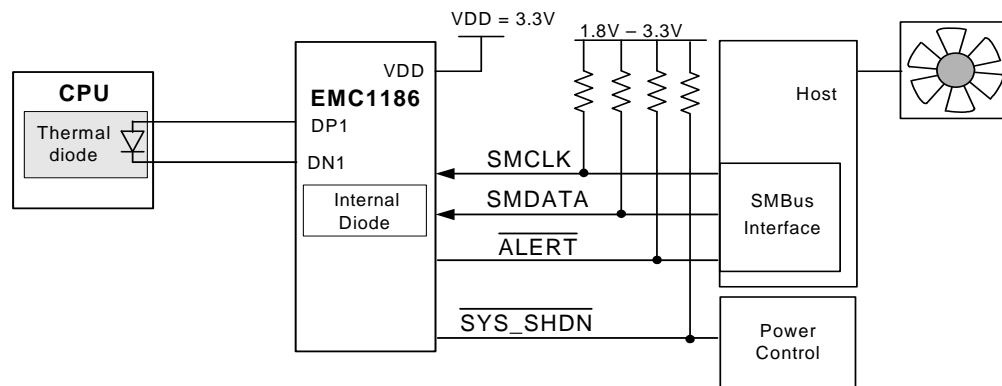 VDD = 3.3V
1.8V – 3.3V
VDD
CPU
EMC1186
Host
Thermal
diode
DP1
DN1
SMCLK
Internal
Diode
SMDATA
SMBus
Interface
ALERT
SYS_SHDN
Power
Control